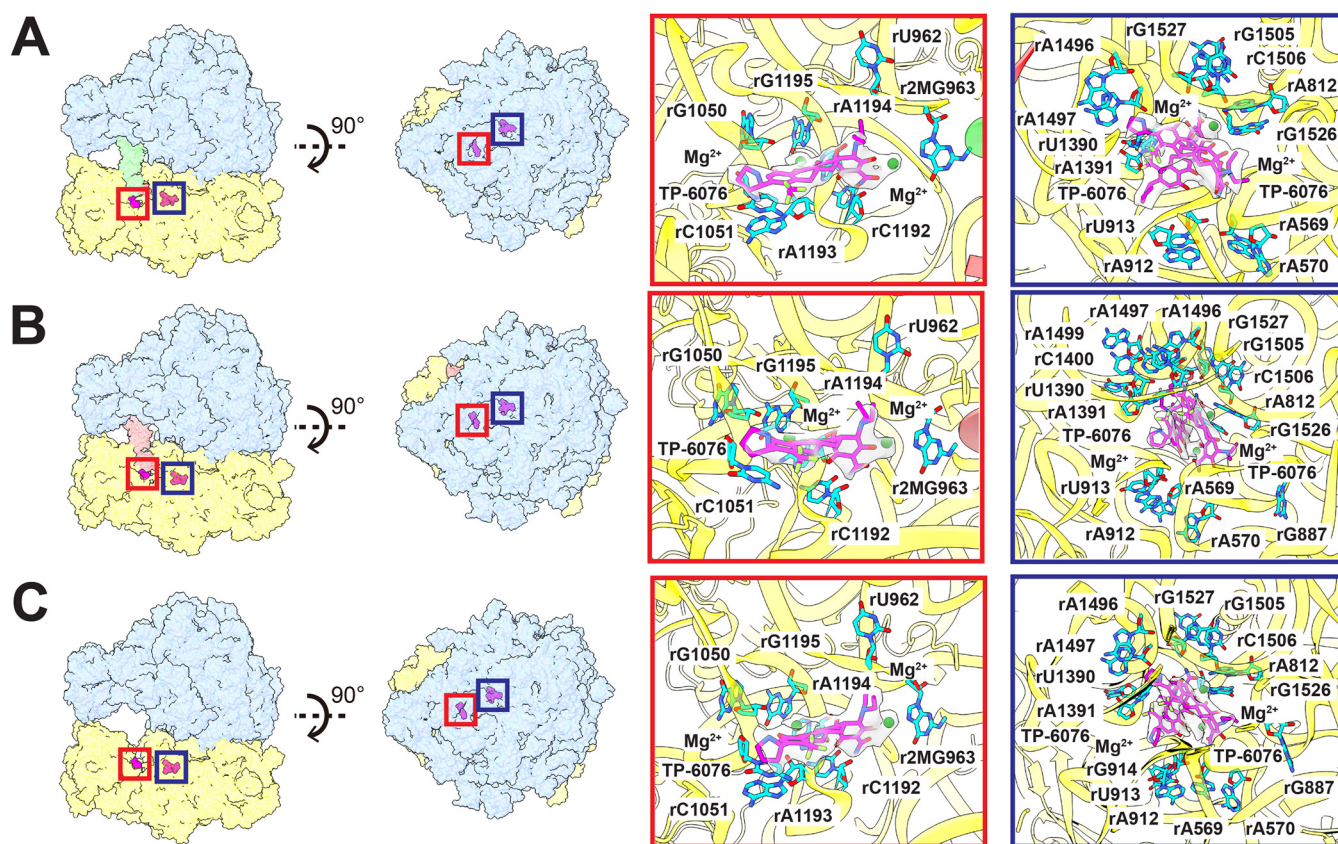 A
90°
rU962
rG1195
r2MG963
rG1050
rA1194
Mg²⁺
TP-6076
Mg²⁺
rC1051
rC1192
rA1193
rG1527
rG1505
rA1496
rC1506
rA812
Mg²⁺
rA1497
rG1526
rU1390
rA1391
Mg²⁺
TP-6076
TP-6076
rU913
rA569
rA912
rA570
B
90°
rU962
rG1050
rG1195
rA1194
Mg²⁺
Mg²⁺
TP-6076
r2MG963
rC1051
rC1192
rA1497
rA1496
rA1499
rG1527
rG1505
rC1400
rC1506
rU1390
rA812
rA1391
rG1526
TP-6076
Mg²⁺
Mg²⁺
TP-6076
rU913
rA569
rA912
rA570
rG887
C
90°
rU962
rG1195
rG1050
Mg²⁺
rA1194
Mg²⁺
r2MG963
TP-6076
rC1192
rC1051
rA1193
rG1527
rA1496
rG1505
rA1497
rC1506
rA812
rU1390
rG1526
rA1391
Mg²⁺
TP-6076
Mg²⁺
TP-6076
rG914
rG887
rU913
rA912
rA569
rA570